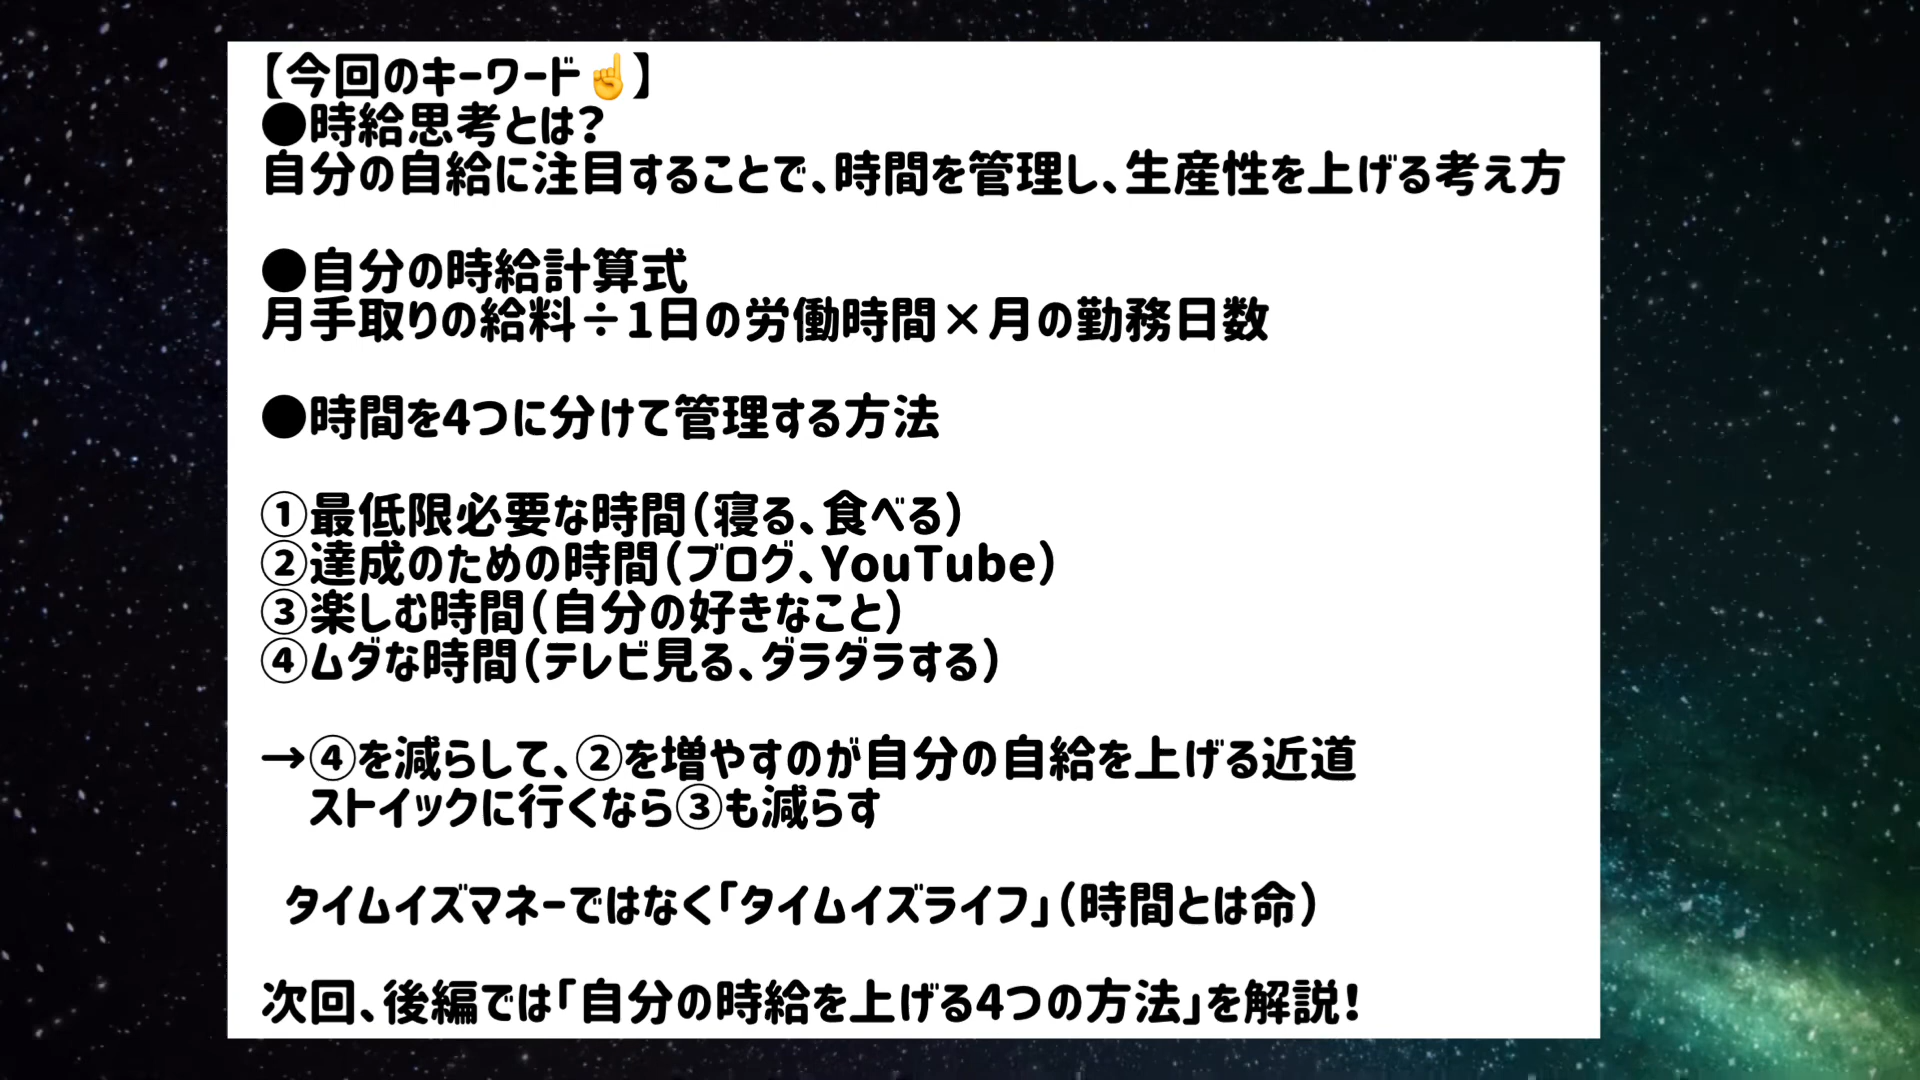 【今回のキーワード☝️】
●時給思考とは?
自分の自給に注目することで、時間を管理し、生産性を上げる考え方
●自分の時給計算式
月手取りの給料÷1日の労働時間×月の勤務日数
●時間を4つに分けて管理する方法
①最低限必要な時間(寝る、食べる)
②達成のための時間(ブログ、YouTube)
③楽しむ時間(自分の好きなこと)
④ムダな時間(テレビ見る、ダラダラする)
→④を減らして、②を増やすのが自分の自給を上げる近道
ストイックに行くなら③も減らす
タイムイズマネーではなく「タイムイズライフ」(時間とは命)
次回、後編では「自分の時給を上げる4つの方法」を解説!